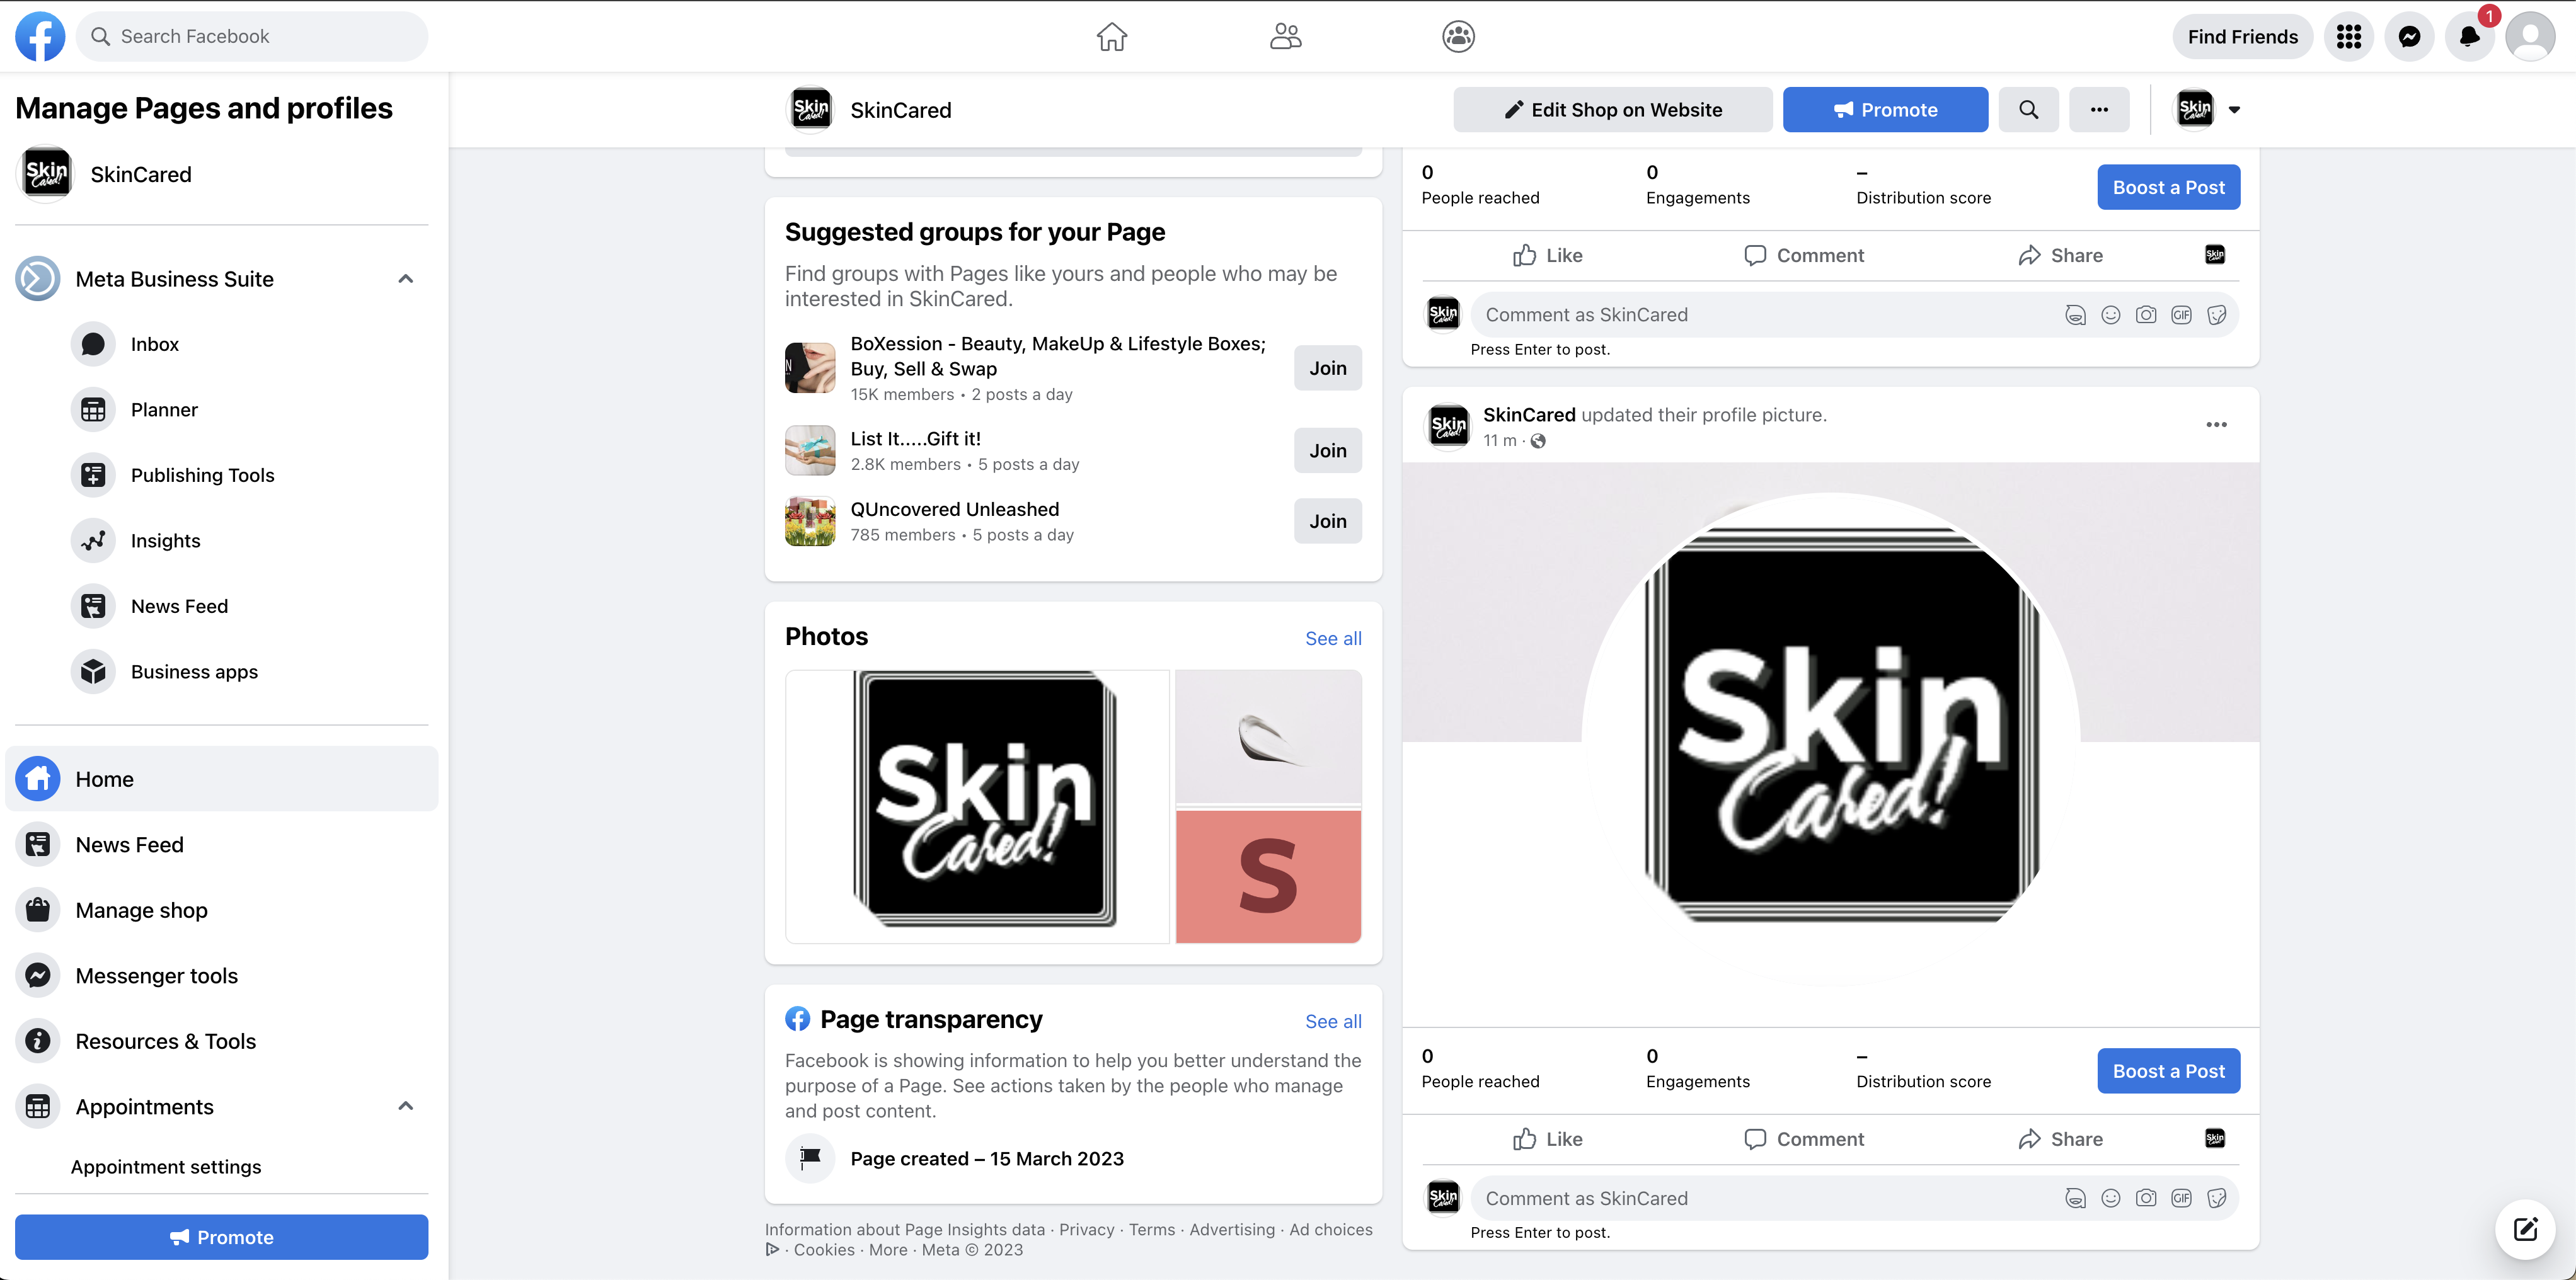 Search Facebook
Find Friends
1
Manage Pages and profiles
SkinCared
Meta Business Suite
Inbox
Planner
Publishing Tools
Insights
News Feed
Business apps
Home
News Feed
Manage shop
Messenger tools
Resources & Tools
Appointments
Appointment settings
Promote
Skin
Cared!
SkinCared
Edit Shop on Website
Promote
Suggested groups for your Page
Find groups with Pages like yours and people who may be
interested in SkinCared.
BoXession - Beauty, MakeUp & Lifestyle Boxes;
Buy, Sell & Swap
15K members • 2 posts a day
Join
List It.....Gift it!
2.8K members • 5 posts a day
Join
QUncovered Unleashed
785 members • 5 posts a day
Join
Photos
See all
Skin
Cared!
S
Page transparency
See all
Facebook is showing information to help you better understand the
purpose of a Page. See actions taken by the people who manage
and post content.
Page created – 15 March 2023
Information about Page Insights data · Privacy · Terms · Advertising · Ad choices
· Cookies · More · Meta © 2023
0
People reached
0
Engagements
–
Distribution score
Boost a Post
Like
Comment
Share
Comment as SkinCared
GIF
Press Enter to post.
SkinCared updated their profile picture.
11 m ·
Skin
Cared!
0
People reached
0
Engagements
–
Distribution score
Boost a Post
Like
Comment
Share
Comment as SkinCared
GIF
Press Enter to post.